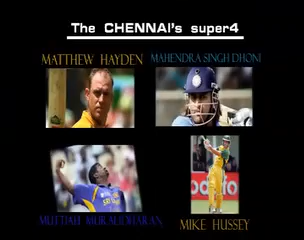 The CHENNAI's super4
MATTHEW HAYDEN
MAHENDRA SINGH DHONI
MUTTIAH MURALITHARAN
MIKE HUSSEY